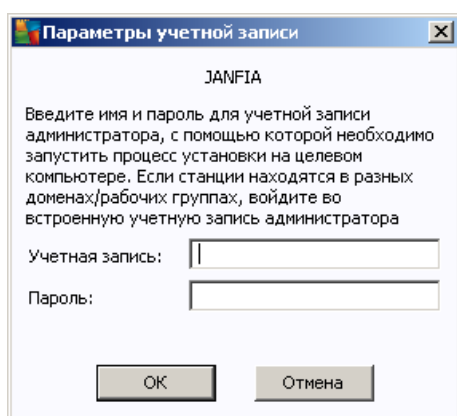 Параметры учетной записи
JANFIA
Введите имя и пароль для учетной записи
администратора, с помощью которой необходимо
запустить процесс установки на целевом
компьютере. Если станции находятся в разных
доменах/рабочих группах, войдите во
встроенную учетную запись администратора
Учетная запись:
Пароль:
ОК Отмена